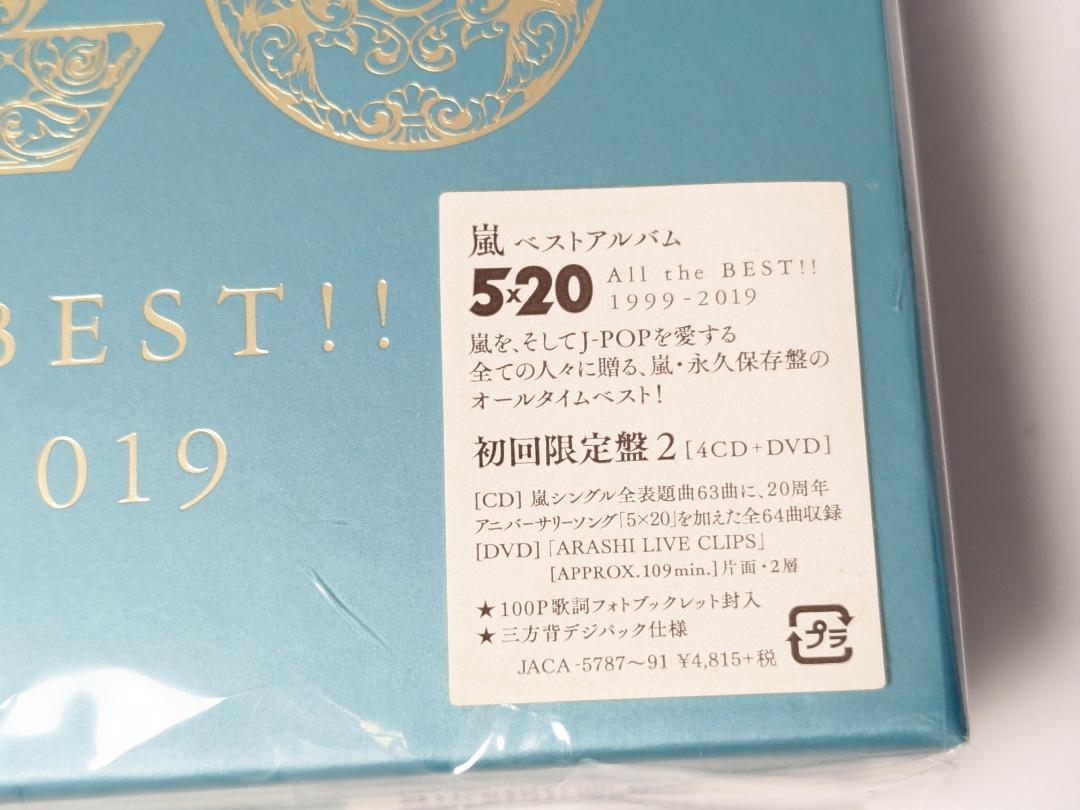 20
BEST!!
019
嵐 ベストアルバム
5×20 All the BEST!!
1999-2019
嵐を、そしてJ-POPを愛する
全ての人々に贈る、嵐・永久保存盤の
オールタイムベスト!
初回限定盤2 [4CD+DVD]
[CD] 嵐シングル全表題曲63曲に、20周年
アニバーサリーソング「5×20」を加えた全64曲収録
[DVD]「ARASHI LIVE CLIPS」
[APPROX.109min.]片面・2層
★100P歌詞フォトブックレット封入
★三方背デジパック仕様
プラ
JACA-5787~91 ¥4,815+税